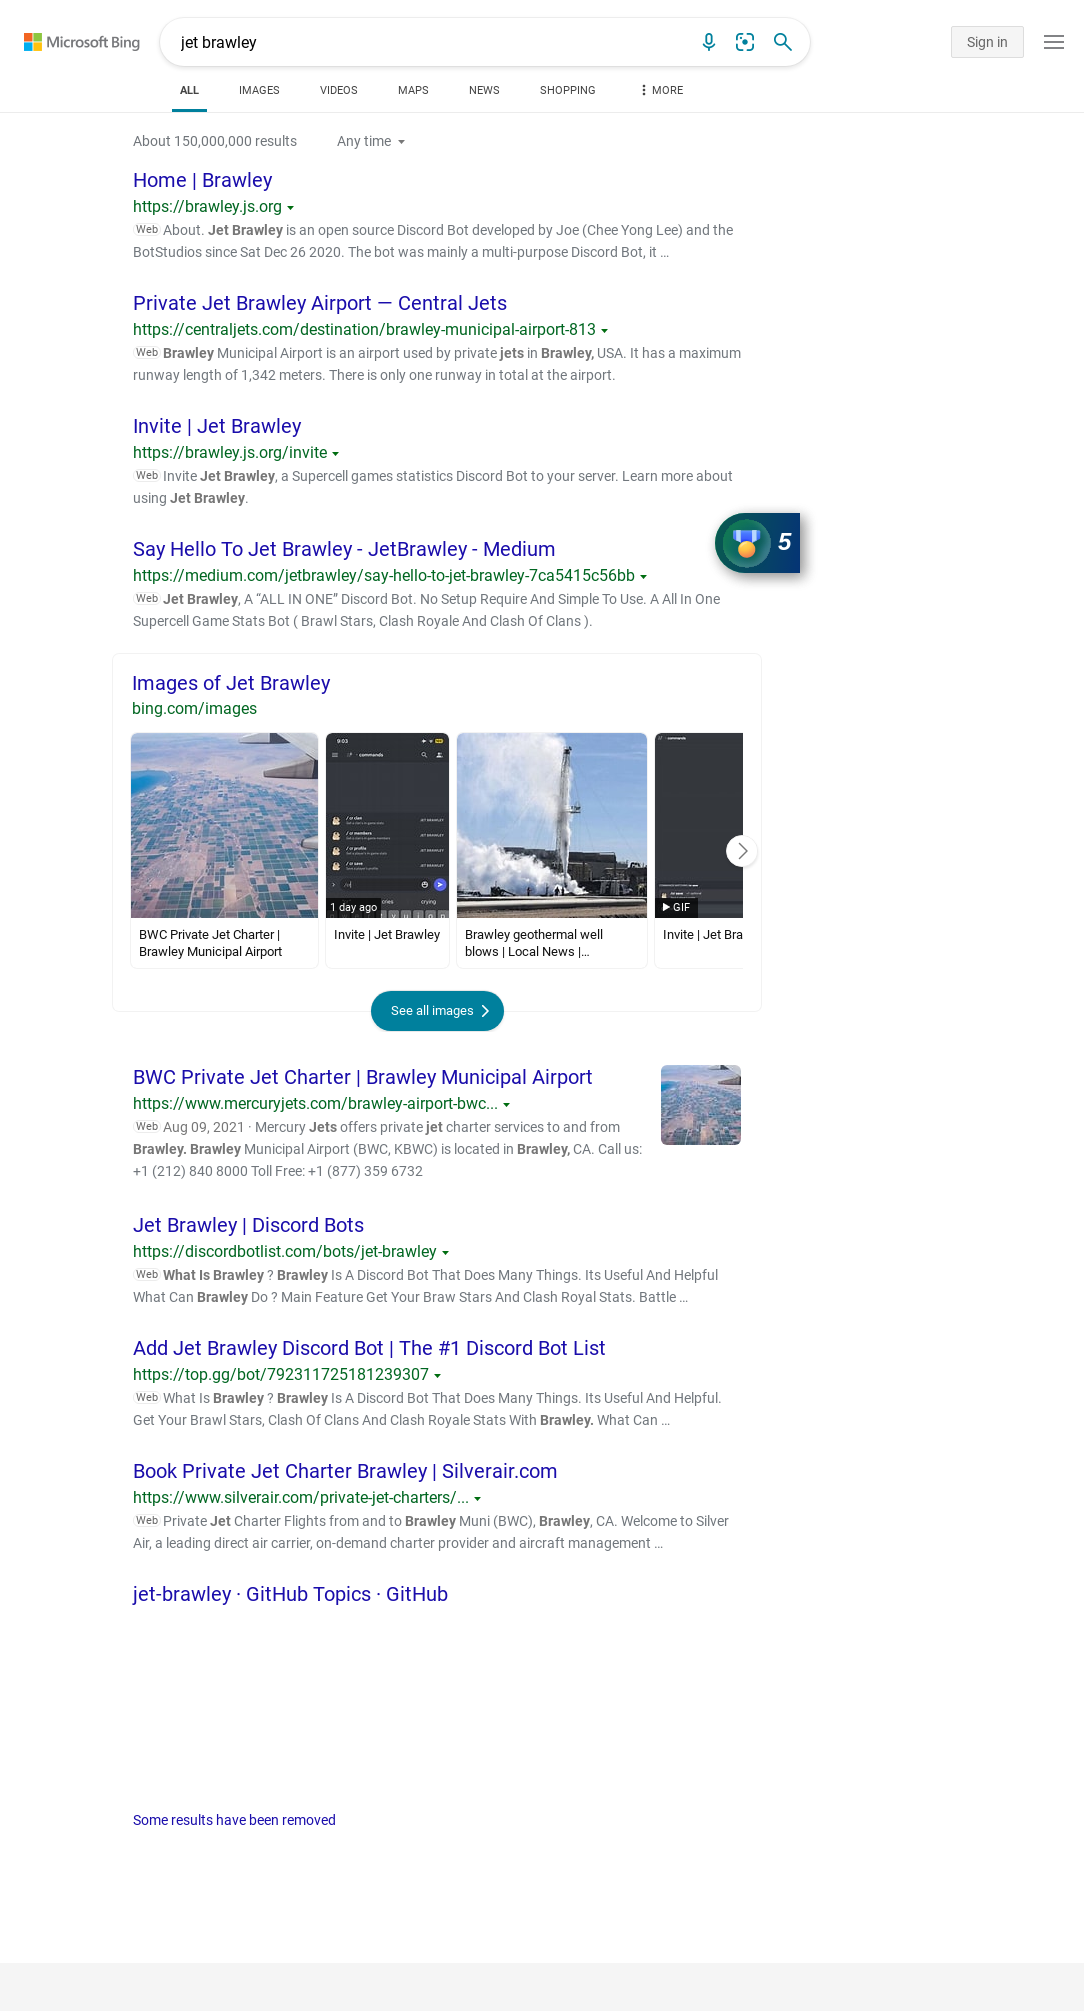 Microsoft Bing
jet brawley
Sign in
ALL
IMAGES
VIDEOS
MAPS
NEWS
SHOPPING
MORE
About 150,000,000 results
Any time
Home | Brawley
https://brawley.js.org
Web About. Jet Brawley is an open source Discord Bot developed by Joe (Chee Yong Lee) and the
BotStudios since Sat Dec 26 2020. The bot was mainly a multi-purpose Discord Bot, it …
Private Jet Brawley Airport — Central Jets
https://centraljets.com/destination/brawley-municipal-airport-813
Web Brawley Municipal Airport is an airport used by private jets in Brawley, USA. It has a maximum
runway length of 1,342 meters. There is only one runway in total at the airport.
Invite | Jet Brawley
https://brawley.js.org/invite
Web Invite Jet Brawley, a Supercell games statistics Discord Bot to your server. Learn more about
using Jet Brawley.
5
Say Hello To Jet Brawley - JetBrawley - Medium
https://medium.com/jetbrawley/say-hello-to-jet-brawley-7ca5415c56bb
Web Jet Brawley, A “ALL IN ONE” Discord Bot. No Setup Require And Simple To Use. A All In One
Supercell Game Stats Bot ( Brawl Stars, Clash Royale And Clash Of Clans ).
Images of Jet Brawley
bing.com/images
9:03
commands
/ cr clan
JET BRAWLEY
/ cr members
JET BRAWLEY
/ cr profile
JET BRAWLEY
/ cr save
JET BRAWLEY
crying
1 day ago
commands
GIF
BWC Private Jet Charter |
Brawley Municipal Airport
Invite | Jet Brawley
Brawley geothermal well
blows | Local News |…
Invite | Jet Bra
See all images
BWC Private Jet Charter | Brawley Municipal Airport
https://www.mercuryjets.com/brawley-airport-bwc...
Web Aug 09, 2021 · Mercury Jets offers private jet charter services to and from
Brawley. Brawley Municipal Airport (BWC, KBWC) is located in Brawley, CA. Call us:
+1 (212) 840 8000 Toll Free: +1 (877) 359 6732
Jet Brawley | Discord Bots
https://discordbotlist.com/bots/jet-brawley
Web What Is Brawley ? Brawley Is A Discord Bot That Does Many Things. Its Useful And Helpful
What Can Brawley Do ? Main Feature Get Your Braw Stars And Clash Royal Stats. Battle …
Add Jet Brawley Discord Bot | The #1 Discord Bot List
https://top.gg/bot/792311725181239307
Web What Is Brawley ? Brawley Is A Discord Bot That Does Many Things. Its Useful And Helpful.
Get Your Brawl Stars, Clash Of Clans And Clash Royale Stats With Brawley. What Can …
Book Private Jet Charter Brawley | Silverair.com
https://www.silverair.com/private-jet-charters/...
Web Private Jet Charter Flights from and to Brawley Muni (BWC), Brawley, CA. Welcome to Silver
Air, a leading direct air carrier, on-demand charter provider and aircraft management …
jet-brawley · GitHub Topics · GitHub
Some results have been removed